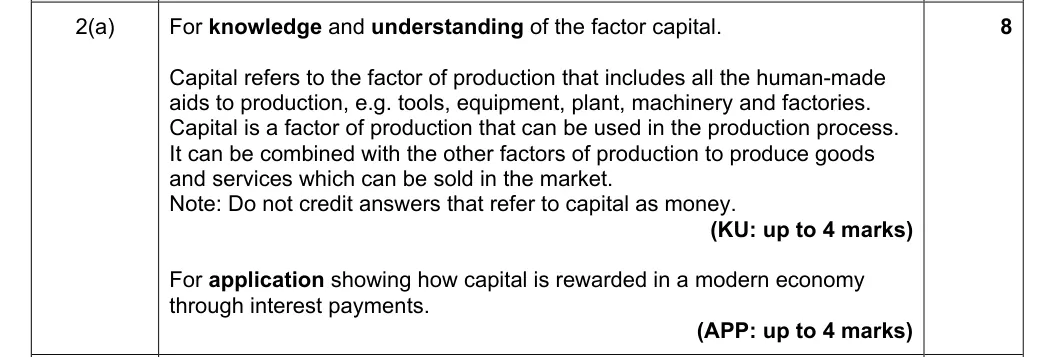 2(a) For knowledge and understanding of the factor capital. 8
Capital refers to the factor of production that includes all the human-made
aids to production, e.g. tools, equipment, plant, machinery and factories.
Capital is a factor of production that can be used in the production process.
It can be combined with the other factors of production to produce goods
and services which can be sold in the market.
Note: Do not credit answers that refer to capital as money.
(KU: up to 4 marks)
For application showing how capital is rewarded in a modern economy
through interest payments.
(APP: up to 4 marks)